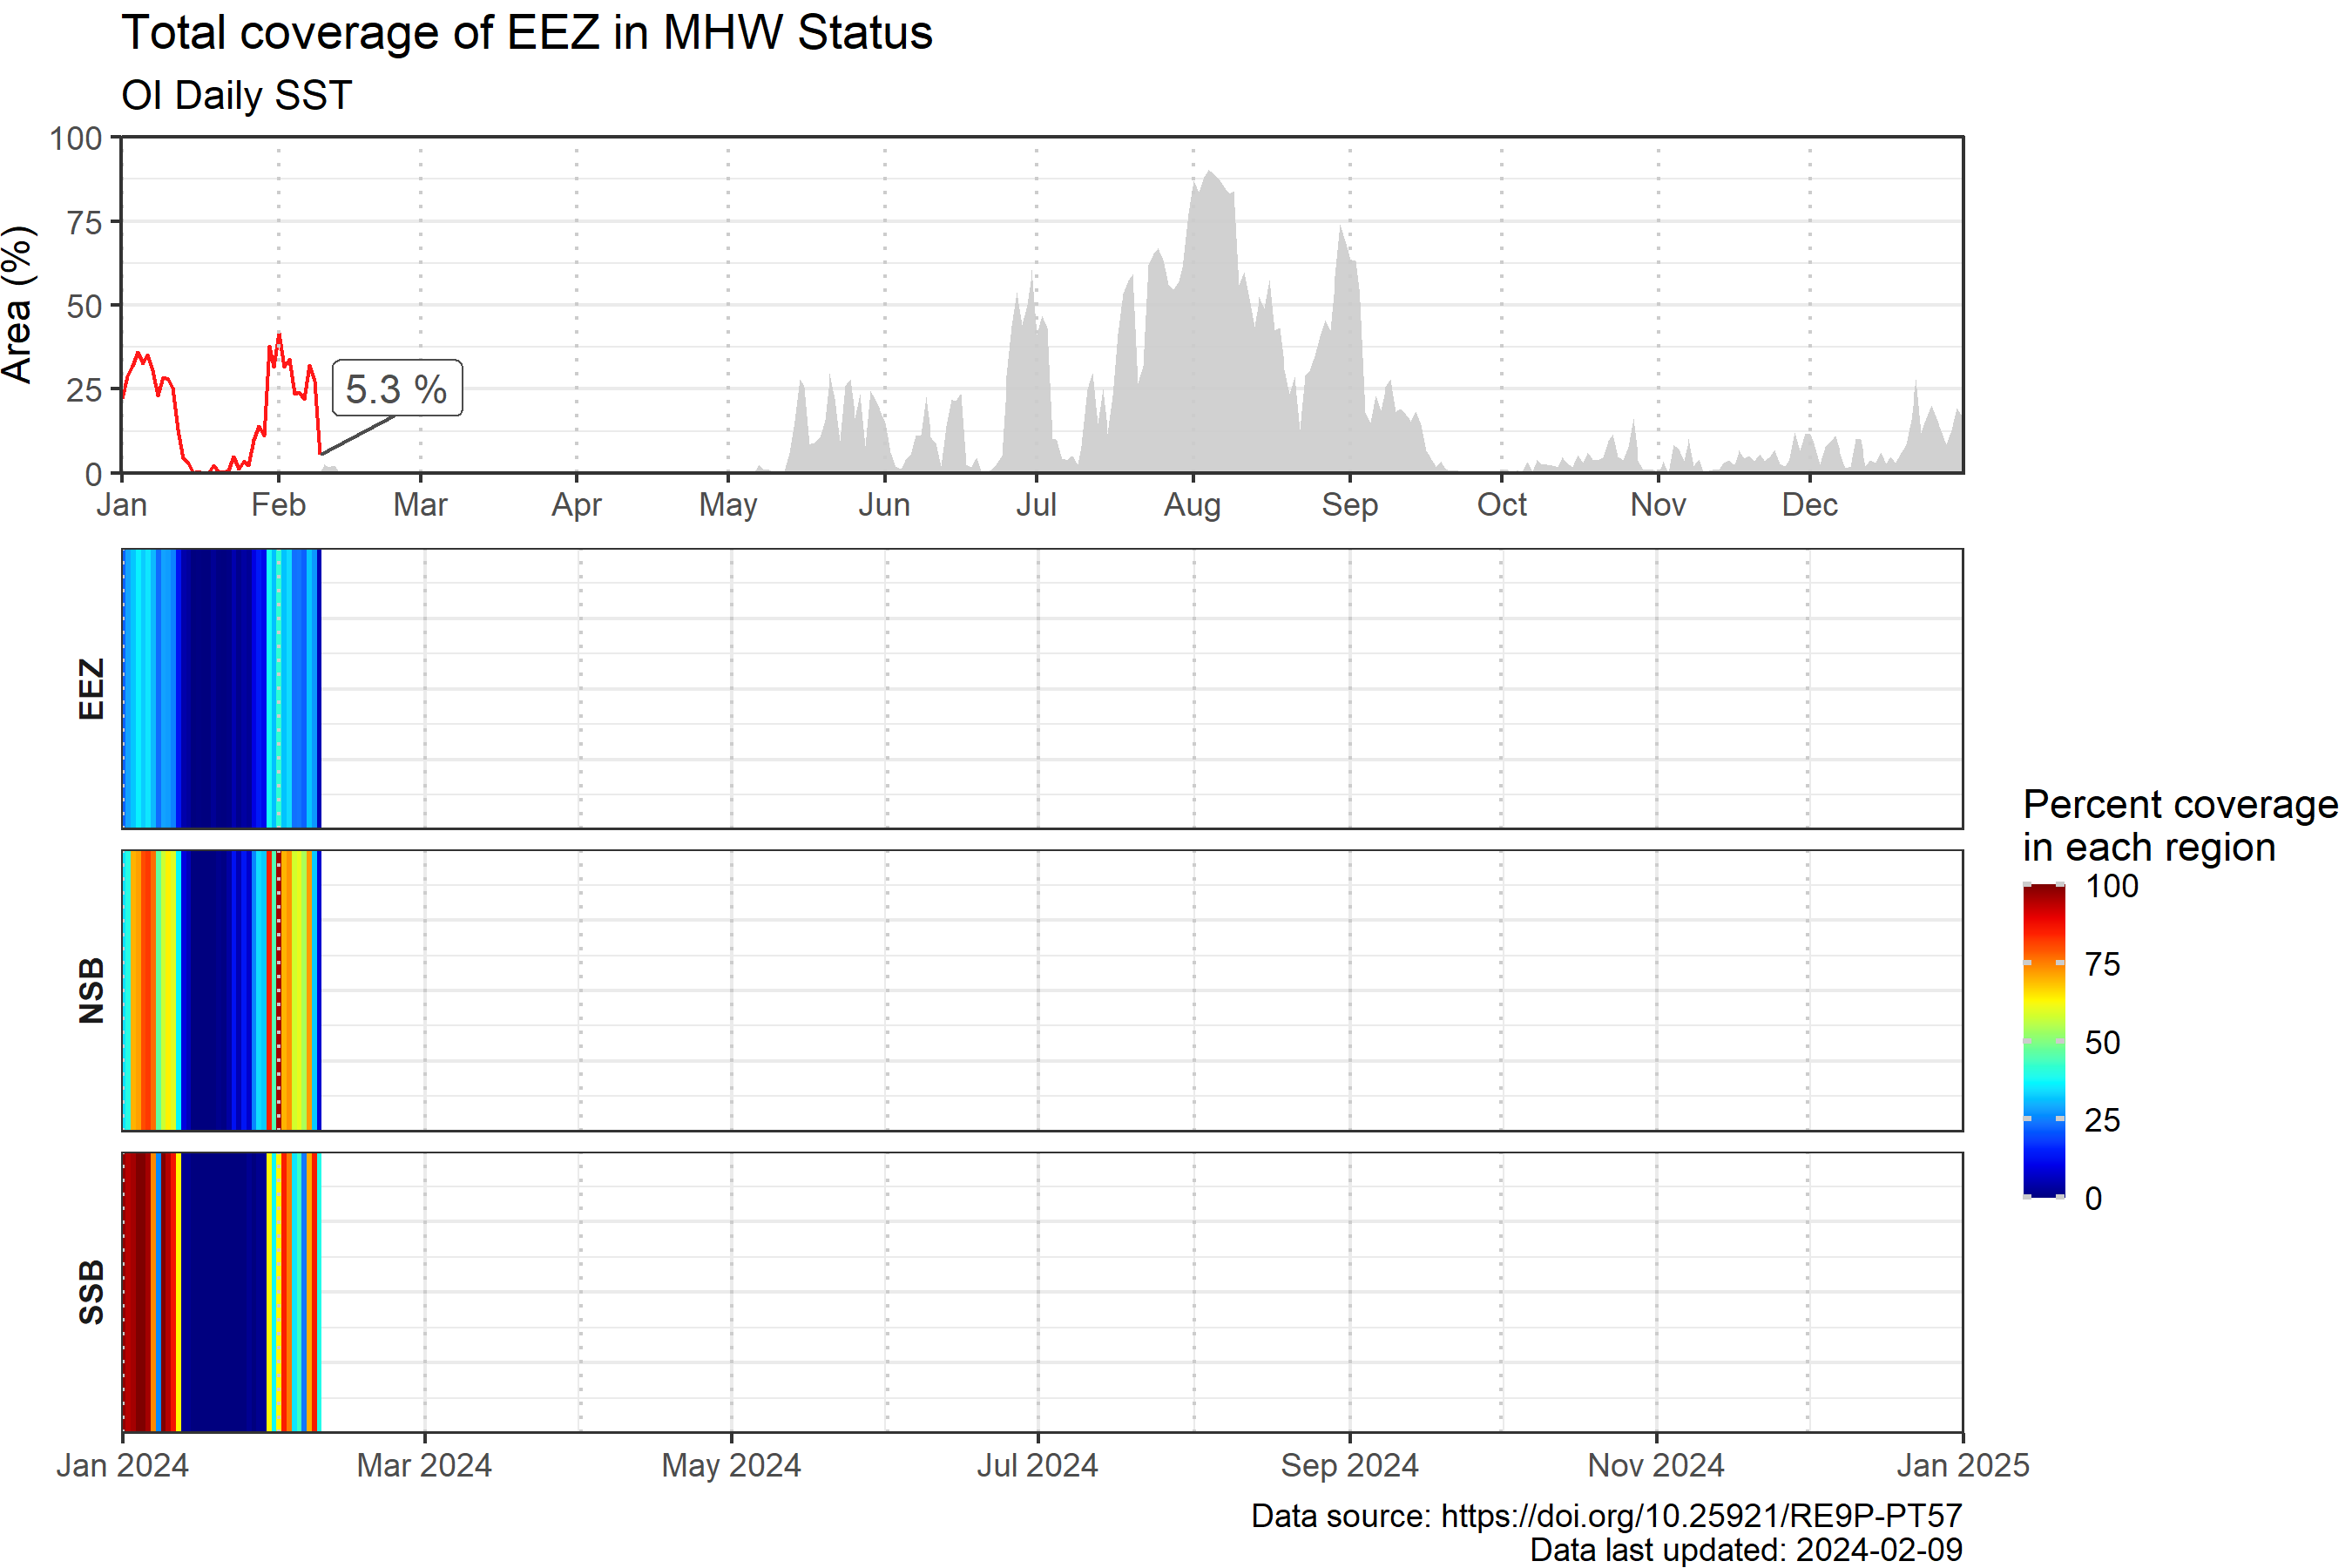 Total coverage of EEZ in MHW Status
OI Daily SST
Area (%)
100
75
50
25
0
5.3 %
Jan Feb Mar Apr May Jun Jul Aug Sep Oct Nov Dec
EEZ
NSB
SSB
Jan 2024 Mar 2024 May 2024 Jul 2024 Sep 2024 Nov 2024 Jan 2025
Percent coverage
in each region
100
75
50
25
0
Data source: https://doi.org/10.25921/RE9P-PT57
Data last updated: 2024-02-09